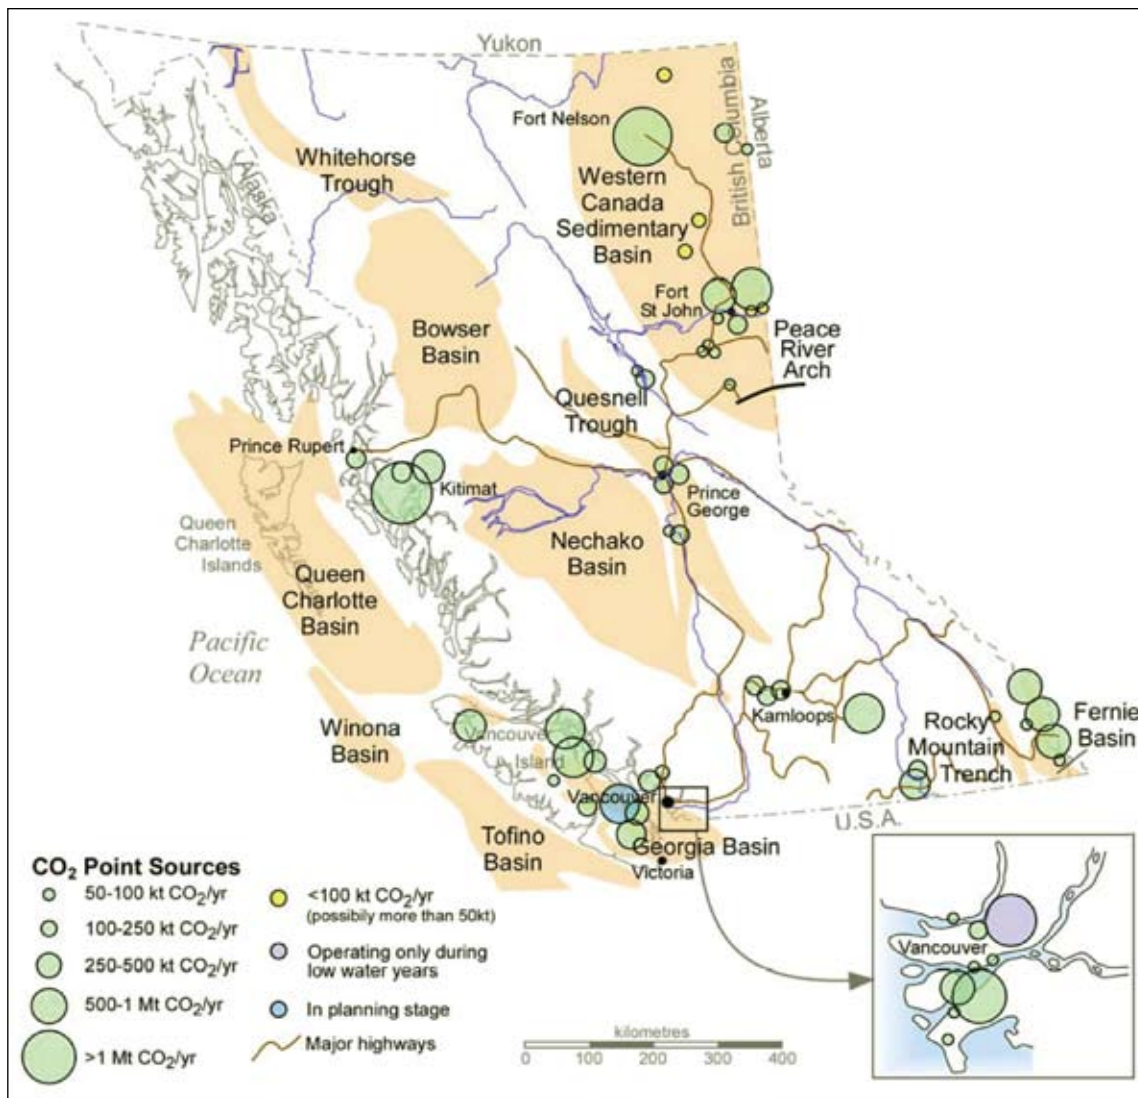 Yukon
Fort Nelson
British Columbia
Alberta
Whitehorse
Trough
Alaska
Western
Canada
Sedimentary
Basin
Fort
St John
Bowser
Basin
Peace
River
Arch
Quesnell
Trough
Prince Rupert
Kitimat
Prince
George
Queen
Charlotte
Islands
Nechako
Basin
Queen
Charlotte
Basin
Pacific
Ocean
Winona
Basin
Vancouver
Island
Kamloops
Rocky
Mountain
Trench
Fernie
Basin
Vancouver
U.S.A.
Tofino
Basin
Georgia Basin
Victoria
CO2 Point Sources
50-100 kt CO2/yr
100-250 kt CO2/yr
250-500 kt CO2/yr
500-1 Mt CO2/yr
>1 Mt CO2/yr
<100 kt CO2/yr
(possibily more than 50kt)
Operating only during
low water years
In planning stage
Major highways
kilometres
0 100 200 300 400
Vancouver